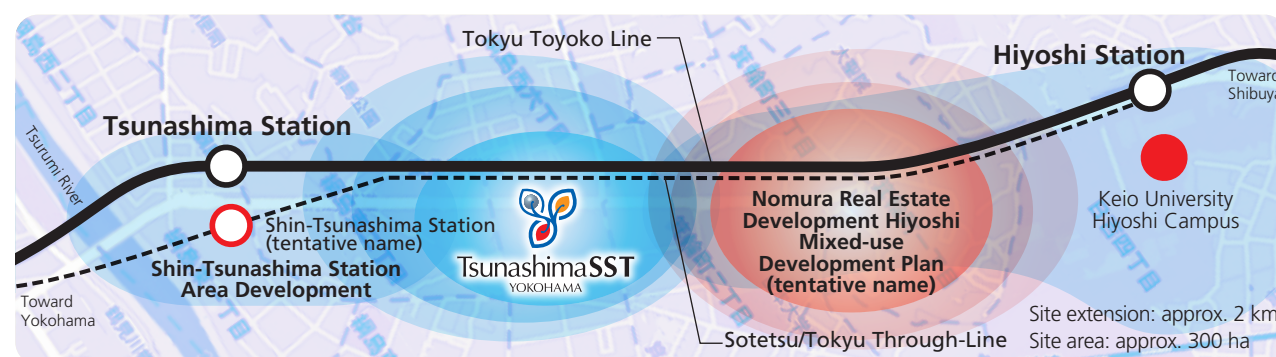 Tokyu Toyoko Line
Hiyoshi Station
Toward
Shibuya
Tsunashima Station
Tsurumi River
Shin-Tsunashima Station
(tentative name)
Shin-Tsunashima Station
Area Development
Tsunashima SST
YOKOHAMA
Nomura Real Estate
Development Hiyoshi
Mixed-use
Development Plan
(tentative name)
Keio University
Hiyoshi Campus
Toward
Yokohama
Sotetsu/Tokyu Through-Line
Site extension: approx. 2 km
Site area: approx. 300 ha